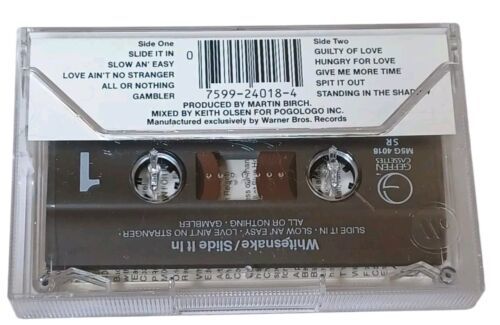 Side One
SLIDE IT IN
SLOW AN' EASY
LOVE AIN'T NO STRANGER
ALL OR NOTHING
GAMBLER
0
7599-24018-4
Side Two
GUILTY OF LOVE
HUNGRY FOR LOVE
GIVE ME MORE TIME
SPIT IT OUT
STANDING IN THE SHADOW
PRODUCED BY MARTIN BIRCH.
MIXED BY KEITH OLSEN FOR POGOLOGO INC.
Manufactured exclusively by Warner Bros. Records
1
GEFFEN
CASSETTES
M5G 4018
SR
Whitesnake/Slide It In
SLIDE IT IN · SLOW AN' EASY · LOVE AIN'T NO STRANGER ·
ALL OR NOTHING · GAMBLER